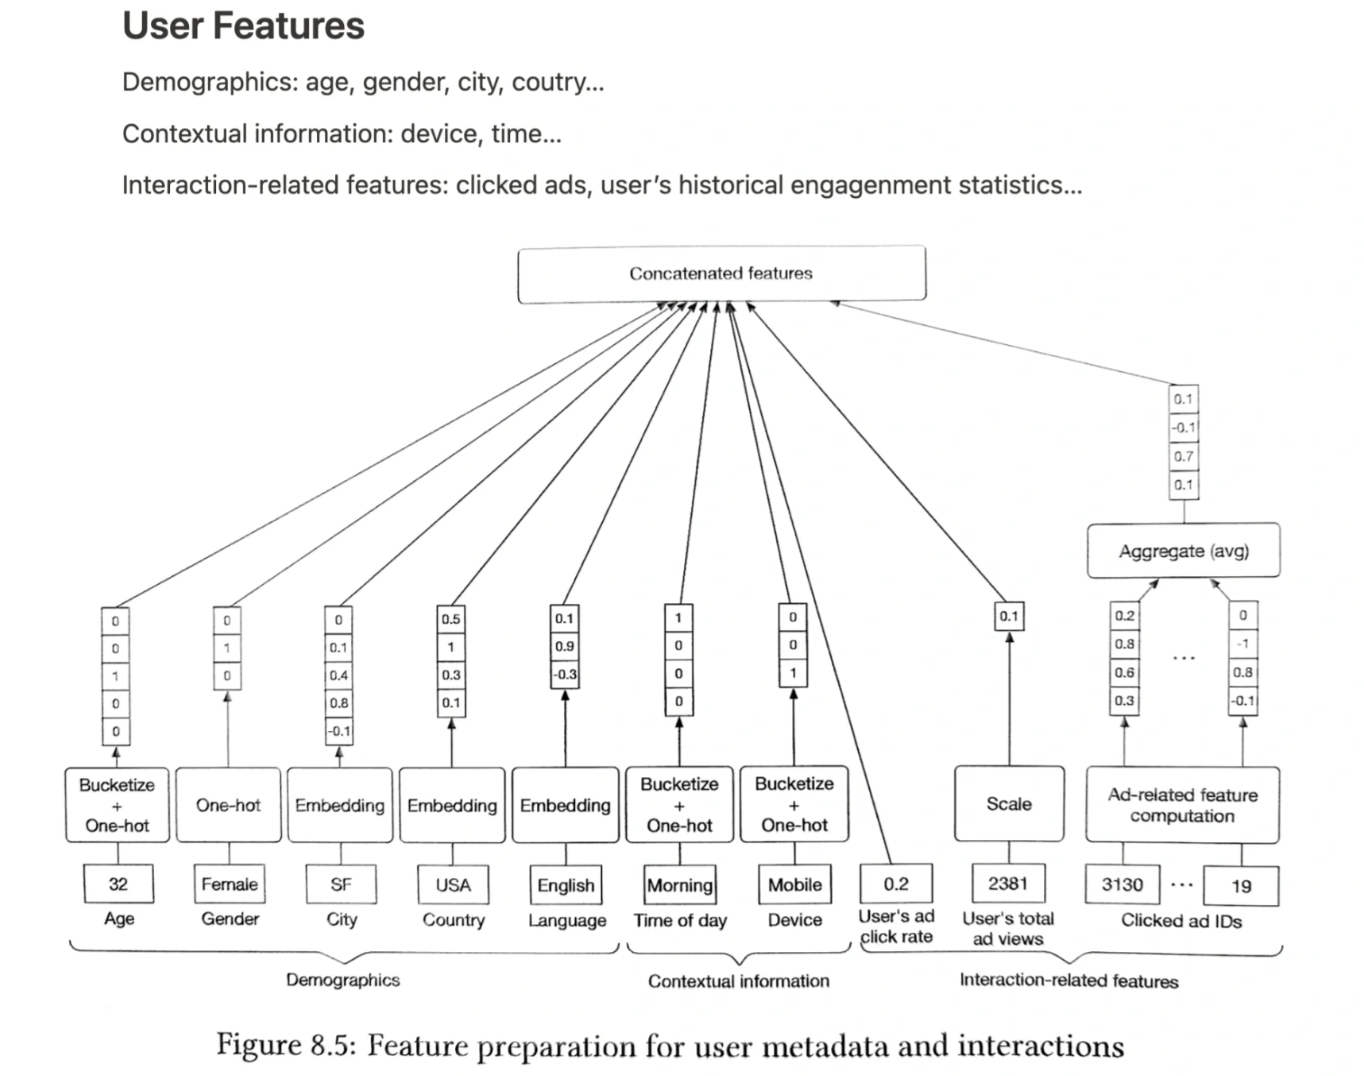 User Features
Demographics: age, gender, city, coutry...
Contextual information: device, time...
Interaction-related features: clicked ads, user's historical engagenment statistics...
Concatenated features
0.1
-0.1
0.7
0.1
Aggregate (avg)
0
0
1
0
0
0
1
0
0
0.1
0.4
0.8
-0.1
0.5
1
0.3
0.1
0.1
0.9
-0.3
1
0
0
0
0
0
1
0.1
0.2
0.8
0.6
0.3
...
0
-1
0.8
-0.1
Bucketize
+
One-hot
One-hot
Embedding
Embedding
Embedding
Bucketize
+
One-hot
Bucketize
+
One-hot
Scale
Ad-related feature
computation
32
Female
SF
USA
English
Morning
Mobile
0.2
2381
3130
...
19
Age
Gender
City
Country
Language
Time of day
Device
User's ad
click rate
User's total
ad views
Clicked ad IDs
Demographics
Contextual information
Interaction-related features
Figure 8.5: Feature preparation for user metadata and interactions